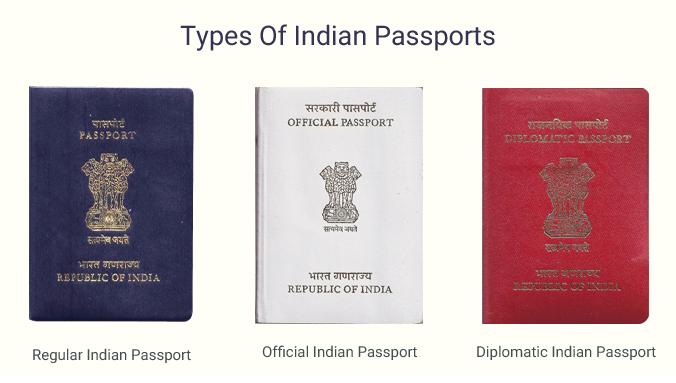 Types Of Indian Passports
पासपोर्ट
PASSPORT
सत्यमेव जयते
भारत गणराज्य
REPUBLIC OF INDIA
Regular Indian Passport
सरकारी पासपोर्ट
OFFICIAL PASSPORT
सत्यमेव जयते
भारत गणराज्य
REPUBLIC OF INDIA
Official Indian Passport
राजनयिक पासपोर्ट
DIPLOMATIC PASSPORT
सत्यमेव जयते
भारत गणराज्य
REPUBLIC OF INDIA
Diplomatic Indian Passport